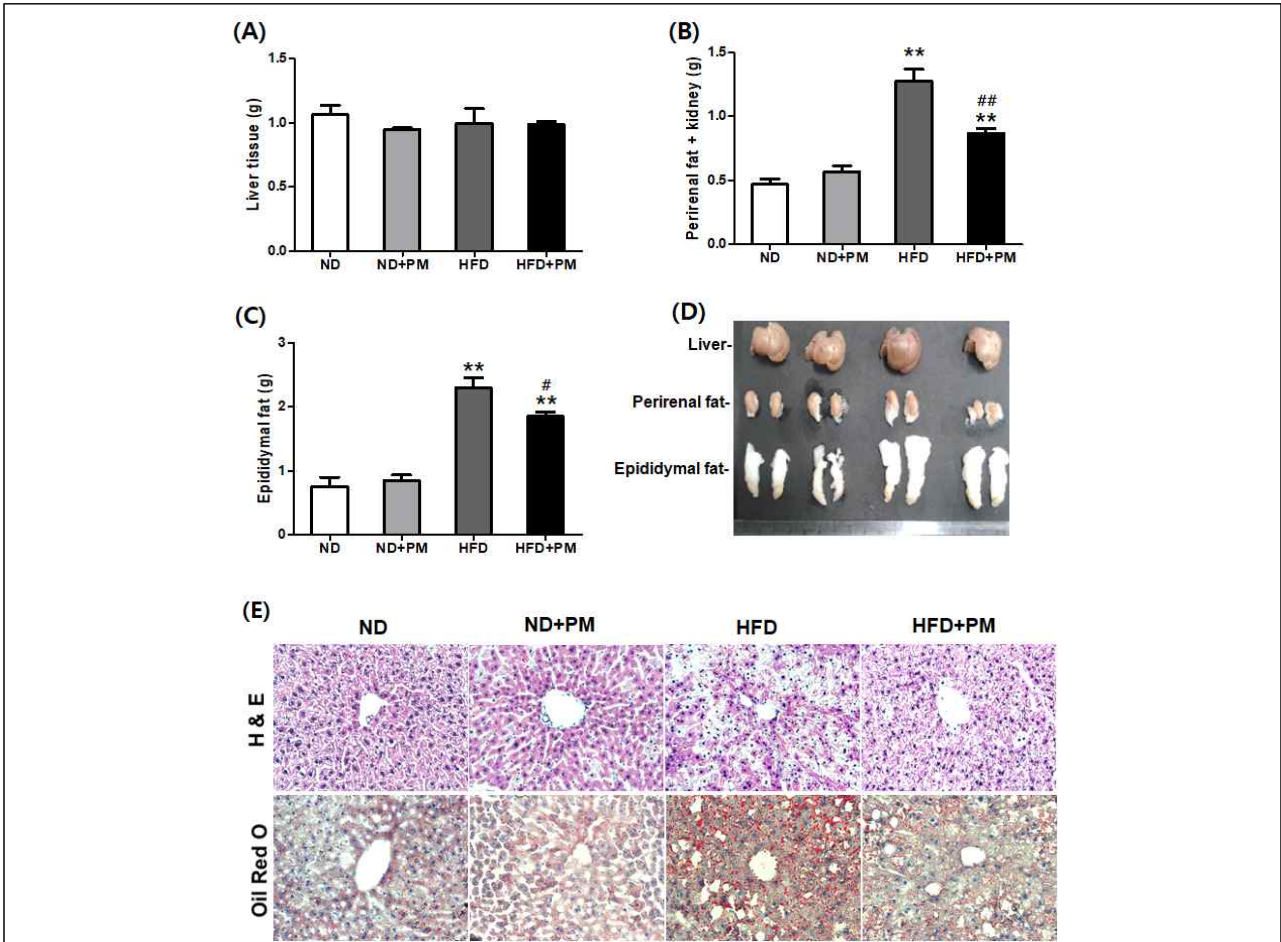 (A)
1.5
1.0
0.5
0.0
Liver tissue (g)
ND ND+PM HFD HFD+PM
(B)
1.5
1.0
0.5
0.0
Perirenal fat + kidney (g)
**
##
**
ND ND+PM HFD HFD+PM
(C)
3
2
1
0
Epididymal fat (g)
**
#
**
ND ND+PM HFD HFD+PM
(D)
Liver-
Perirenal fat-
Epididymal fat-
(E)
ND ND+PM HFD HFD+PM
H & E
Oil Red O